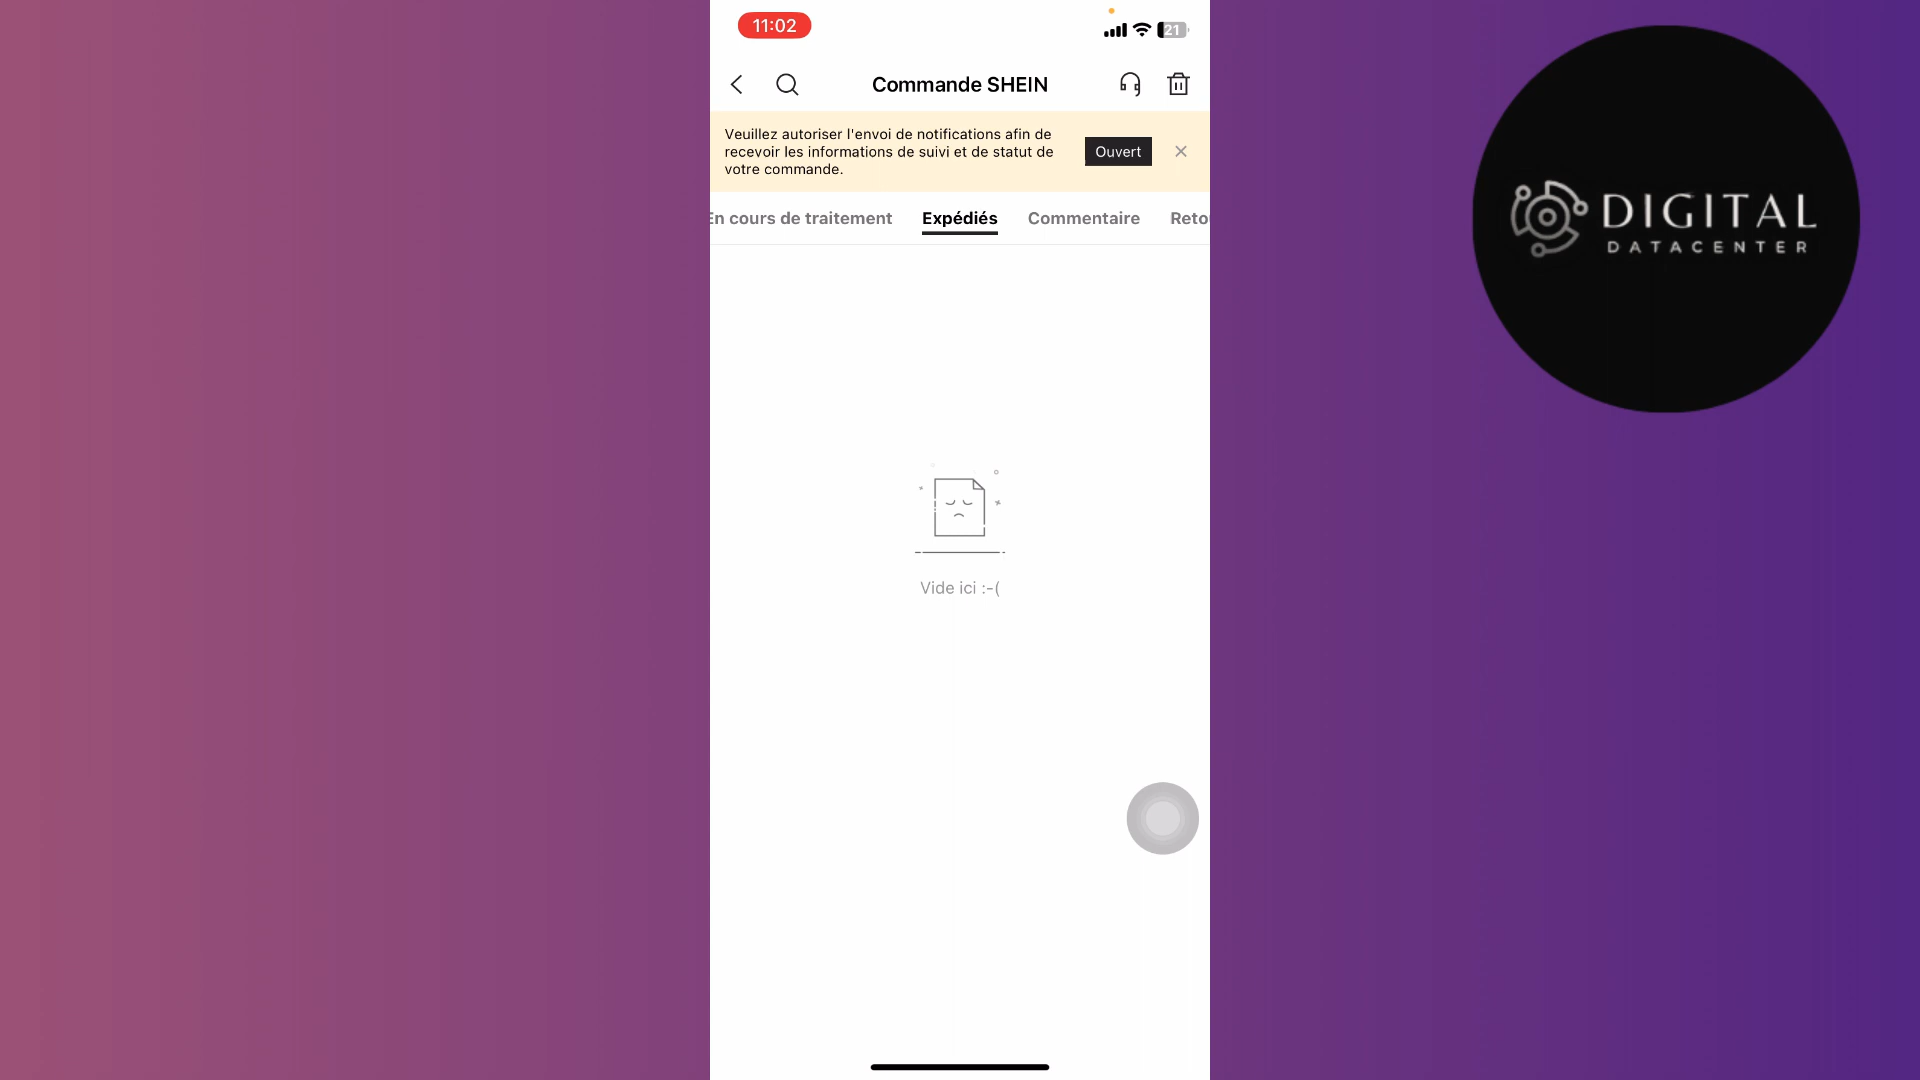 11:02
21
Commande SHEIN
Veuillez autoriser l'envoi de notifications afin de
recevoir les informations de suivi et de statut de
votre commande.
Ouvert
En cours de traitement Expédiés Commentaire Reto
Vide ici :-(
DIGITAL
DATACENTER